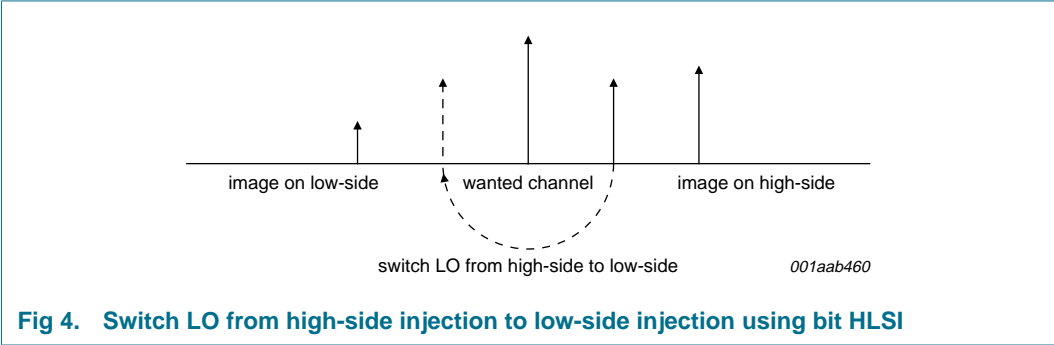 image on low-side wanted channel image on high-side
switch LO from high-side to low-side 001aab460
Fig 4. Switch LO from high-side injection to low-side injection using bit HLSI